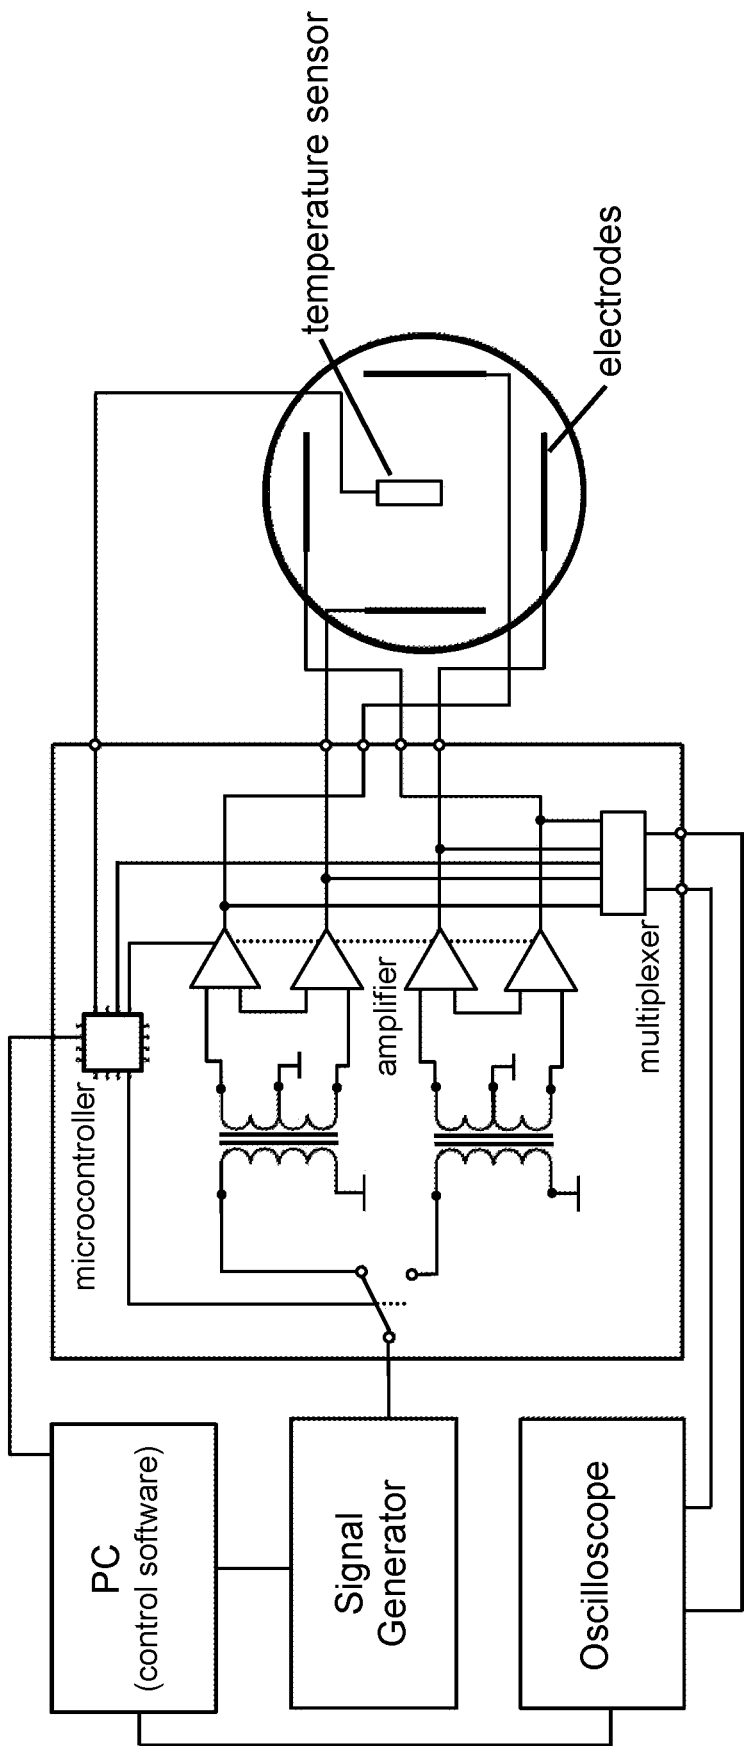 PC
(control software)
Signal
Generator
Oscilloscope
microcontroller
amplifier
multiplexer
temperature sensor
electrodes